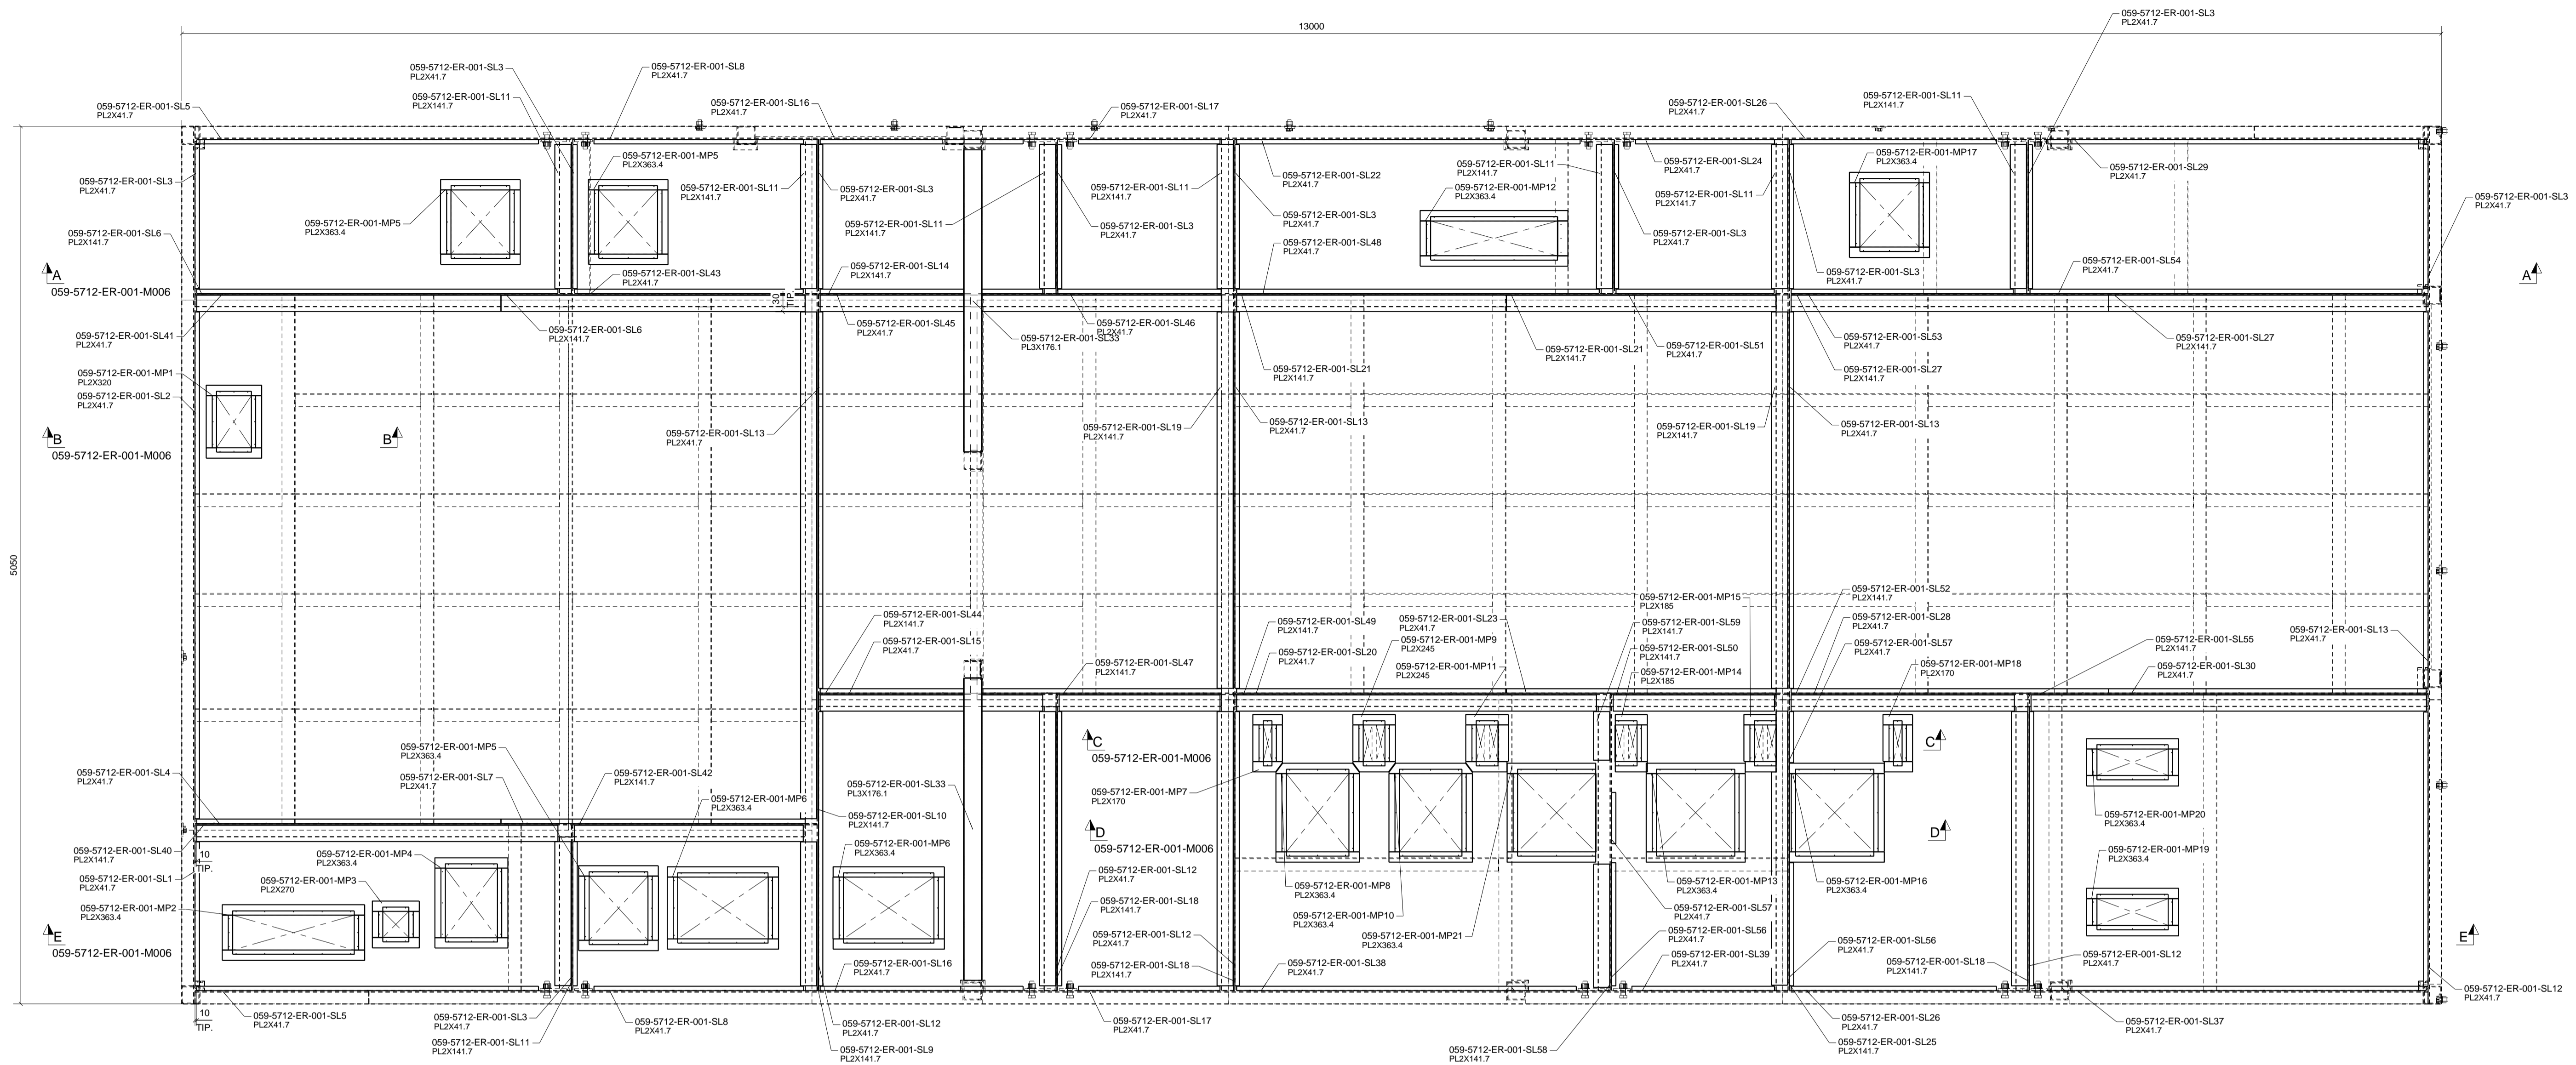 13000
059-5712-ER-001-SL3
PL2X41.7
059-5712-ER-001-SL3
PL2X41.7
059-5712-ER-001-SL8
PL2X41.7
059-5712-ER-001-SL11
PL2X141.7
059-5712-ER-001-SL5
PL2X41.7
059-5712-ER-001-SL16
PL2X41.7
059-5712-ER-001-SL17
PL2X41.7
059-5712-ER-001-SL26
PL2X41.7
059-5712-ER-001-SL11
PL2X141.7
059-5712-ER-001-MP5
PL2X363.4
059-5712-ER-001-SL3
PL2X41.7
059-5712-ER-001-SL11
PL2X141.7
059-5712-ER-001-SL3
PL2X41.7
059-5712-ER-001-SL11
PL2X141.7
059-5712-ER-001-SL22
PL2X41.7
059-5712-ER-001-SL11
PL2X141.7
059-5712-ER-001-MP12
PL2X363.4
059-5712-ER-001-SL24
PL2X41.7
059-5712-ER-001-SL11
PL2X141.7
059-5712-ER-001-MP17
PL2X363.4
059-5712-ER-001-SL29
PL2X41.7
059-5712-ER-001-SL3
PL2X41.7
059-5712-ER-001-MP5
PL2X363.4
059-5712-ER-001-SL6
PL2X141.7
059-5712-ER-001-SL11
PL2X141.7
059-5712-ER-001-SL3
PL2X41.7
059-5712-ER-001-SL3
PL2X41.7
059-5712-ER-001-SL48
PL2X41.7
059-5712-ER-001-SL3
PL2X41.7
059-5712-ER-001-SL3
PL2X41.7
059-5712-ER-001-SL54
PL2X41.7
A
059-5712-ER-001-M006
A
059-5712-ER-001-SL43
PL2X41.7
059-5712-ER-001-SL14
PL2X141.7
30
TIP.
059-5712-ER-001-SL41
PL2X41.7
059-5712-ER-001-SL6
PL2X141.7
059-5712-ER-001-SL45
PL2X41.7
059-5712-ER-001-SL46
PL2X41.7
059-5712-ER-001-SL33
PL3X176.1
059-5712-ER-001-SL21
PL2X141.7
059-5712-ER-001-SL21
PL2X141.7
059-5712-ER-001-SL51
PL2X41.7
059-5712-ER-001-SL53
PL2X41.7
059-5712-ER-001-SL27
PL2X141.7
059-5712-ER-001-SL27
PL2X141.7
059-5712-ER-001-MP1
PL2X320
059-5712-ER-001-SL2
PL2X41.7
B
059-5712-ER-001-M006
B
059-5712-ER-001-SL13
PL2X41.7
059-5712-ER-001-SL19
PL2X141.7
059-5712-ER-001-SL13
PL2X41.7
059-5712-ER-001-SL19
PL2X141.7
059-5712-ER-001-SL13
PL2X41.7
5050
059-5712-ER-001-SL44
PL2X141.7
059-5712-ER-001-SL15
PL2X41.7
059-5712-ER-001-SL47
PL2X141.7
059-5712-ER-001-SL49
PL2X141.7
059-5712-ER-001-SL20
PL2X41.7
059-5712-ER-001-SL23
PL2X41.7
059-5712-ER-001-MP9
PL2X245
059-5712-ER-001-MP11
PL2X245
059-5712-ER-001-MP15
PL2X185
059-5712-ER-001-SL59
PL2X141.7
059-5712-ER-001-SL50
PL2X141.7
059-5712-ER-001-MP14
PL2X185
059-5712-ER-001-SL52
PL2X141.7
059-5712-ER-001-SL28
PL2X41.7
059-5712-ER-001-SL57
PL2X41.7
059-5712-ER-001-MP18
PL2X170
059-5712-ER-001-SL55
PL2X141.7
059-5712-ER-001-SL30
PL2X41.7
059-5712-ER-001-SL13
PL2X41.7
059-5712-ER-001-MP5
PL2X363.4
059-5712-ER-001-SL4
PL2X41.7
059-5712-ER-001-SL7
PL2X41.7
059-5712-ER-001-SL42
PL2X141.7
059-5712-ER-001-MP6
PL2X363.4
059-5712-ER-001-SL33
PL3X176.1
059-5712-ER-001-SL10
PL2X141.7
059-5712-ER-001-MP6
PL2X363.4
C
059-5712-ER-001-M006
C
059-5712-ER-001-MP7
PL2X170
D
059-5712-ER-001-M006
D
059-5712-ER-001-MP20
PL2X363.4
059-5712-ER-001-MP19
PL2X363.4
059-5712-ER-001-SL40
PL2X141.7
10
TIP.
059-5712-ER-001-SL1
PL2X41.7
059-5712-ER-001-MP4
PL2X363.4
059-5712-ER-001-MP3
PL2X270
059-5712-ER-001-MP2
PL2X363.4
059-5712-ER-001-SL12
PL2X41.7
059-5712-ER-001-SL18
PL2X141.7
059-5712-ER-001-MP8
PL2X363.4
059-5712-ER-001-MP10
PL2X363.4
059-5712-ER-001-MP21
PL2X363.4
059-5712-ER-001-MP13
PL2X363.4
059-5712-ER-001-MP16
PL2X363.4
059-5712-ER-001-SL57
PL2X41.7
059-5712-ER-001-SL56
PL2X41.7
059-5712-ER-001-SL39
PL2X41.7
059-5712-ER-001-SL56
PL2X41.7
059-5712-ER-001-SL18
PL2X141.7
059-5712-ER-001-SL12
PL2X41.7
E
059-5712-ER-001-M006
E
059-5712-ER-001-SL12
PL2X41.7
059-5712-ER-001-SL18
PL2X141.7
059-5712-ER-001-SL38
PL2X41.7
059-5712-ER-001-SL16
PL2X41.7
059-5712-ER-001-SL12
PL2X41.7
10
TIP.
059-5712-ER-001-SL5
PL2X41.7
059-5712-ER-001-SL3
PL2X41.7
059-5712-ER-001-SL11
PL2X141.7
059-5712-ER-001-SL8
PL2X41.7
059-5712-ER-001-SL12
PL2X41.7
059-5712-ER-001-SL9
PL2X141.7
059-5712-ER-001-SL17
PL2X41.7
059-5712-ER-001-SL58
PL2X141.7
059-5712-ER-001-SL26
PL2X41.7
059-5712-ER-001-SL25
PL2X141.7
059-5712-ER-001-SL37
PL2X41.7